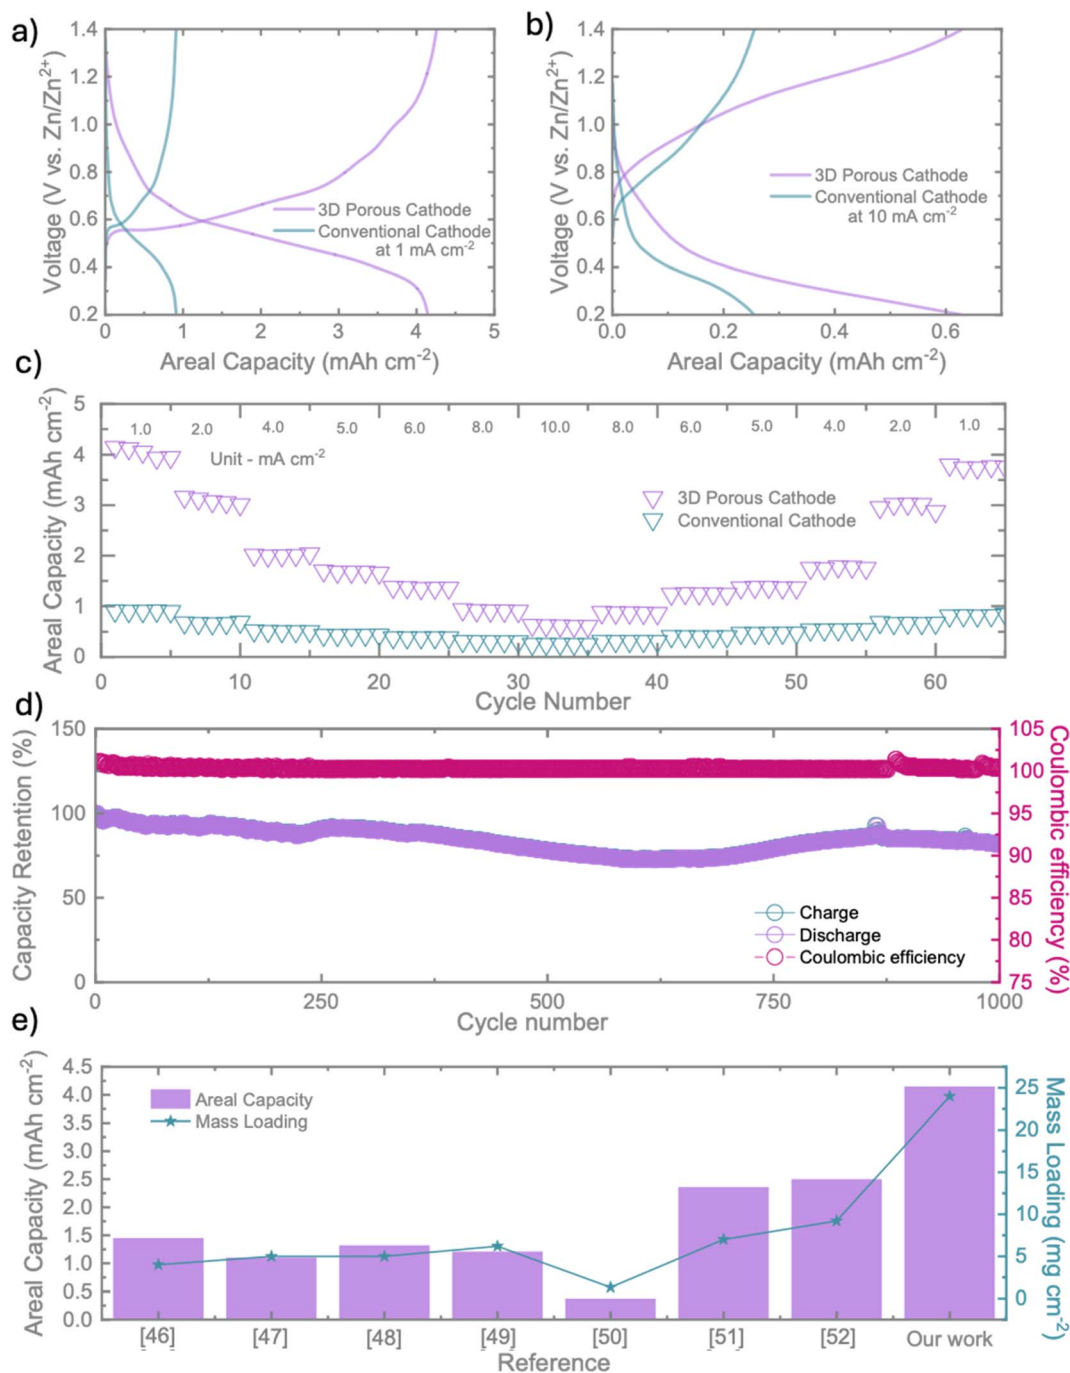 a)
1.4
1.2
1.0
0.8
0.6
0.4
0.2
Voltage (V vs. Zn/Zn2+)
3D Porous Cathode
Conventional Cathode
at 1 mA cm-2
0 1 2 3 4 5
Areal Capacity (mAh cm-2)
b)
1.4
1.2
1.0
0.8
0.6
0.4
0.2
Voltage (V vs. Zn/Zn2+)
3D Porous Cathode
Conventional Cathode
at 10 mA cm-2
0.0 0.2 0.4 0.6
Areal Capacity (mAh cm-2)
c)
5
4
3
2
1
0
Areal Capacity (mAh cm-2)
1.0 2.0 4.0 5.0 6.0 8.0 10.0 8.0 6.0 5.0 4.0 2.0 1.0
Unit - mA cm-2
3D Porous Cathode
Conventional Cathode
0 10 20 30 40 50 60
Cycle Number
d)
150
100
50
0
Capacity Retention (%)
105
100
95
90
85
80
75
Coulombic efficiency (%)
Charge
Discharge
Coulombic efficiency
0 250 500 750 1000
Cycle number
e)
4.5
4.0
3.5
3.0
2.5
2.0
1.5
1.0
0.5
0.0
Areal Capacity (mAh cm-2)
Areal Capacity
Mass Loading
25
20
15
10
5
0
Mass Loading (mg cm-2)
[46] [47] [48] [49] [50] [51] [52] Our work
Reference